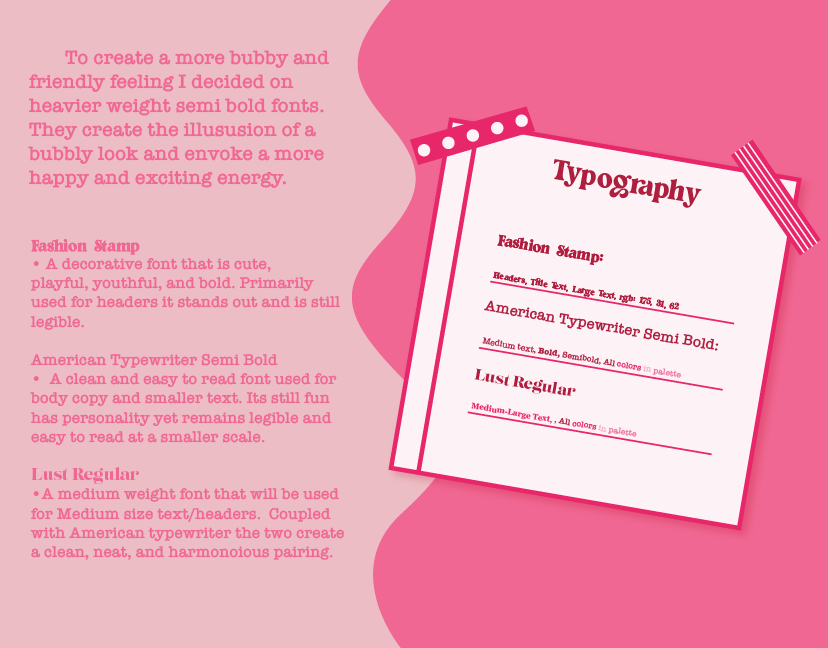 To create a more bubby and
friendly feeling I decided on
heavier weight semi bold fonts.
They create the illususion of a
bubbly look and envoke a more
happy and exciting energy.
Fashion Stamp
• A decorative font that is cute,
playful, youthful, and bold. Primarily
used for headers it stands out and is still
legible.
American Typewriter Semi Bold
• A clean and easy to read font used for
body copy and smaller text. Its still fun
has personality yet remains legible and
easy to read at a smaller scale.
Lust Regular
•A medium weight font that will be used
for Medium size text/headers. Coupled
with American typewriter the two create
a clean, neat, and harmonoious pairing.
Typography
Fashion Stamp:
Headers, Title Text, Large Text, rgb: 175, 31, 62
American Typewriter Semi Bold:
Medium text, Bold, Semibold, All colors in palette
Lust Regular
Medium-Large Text, , All colors in palette